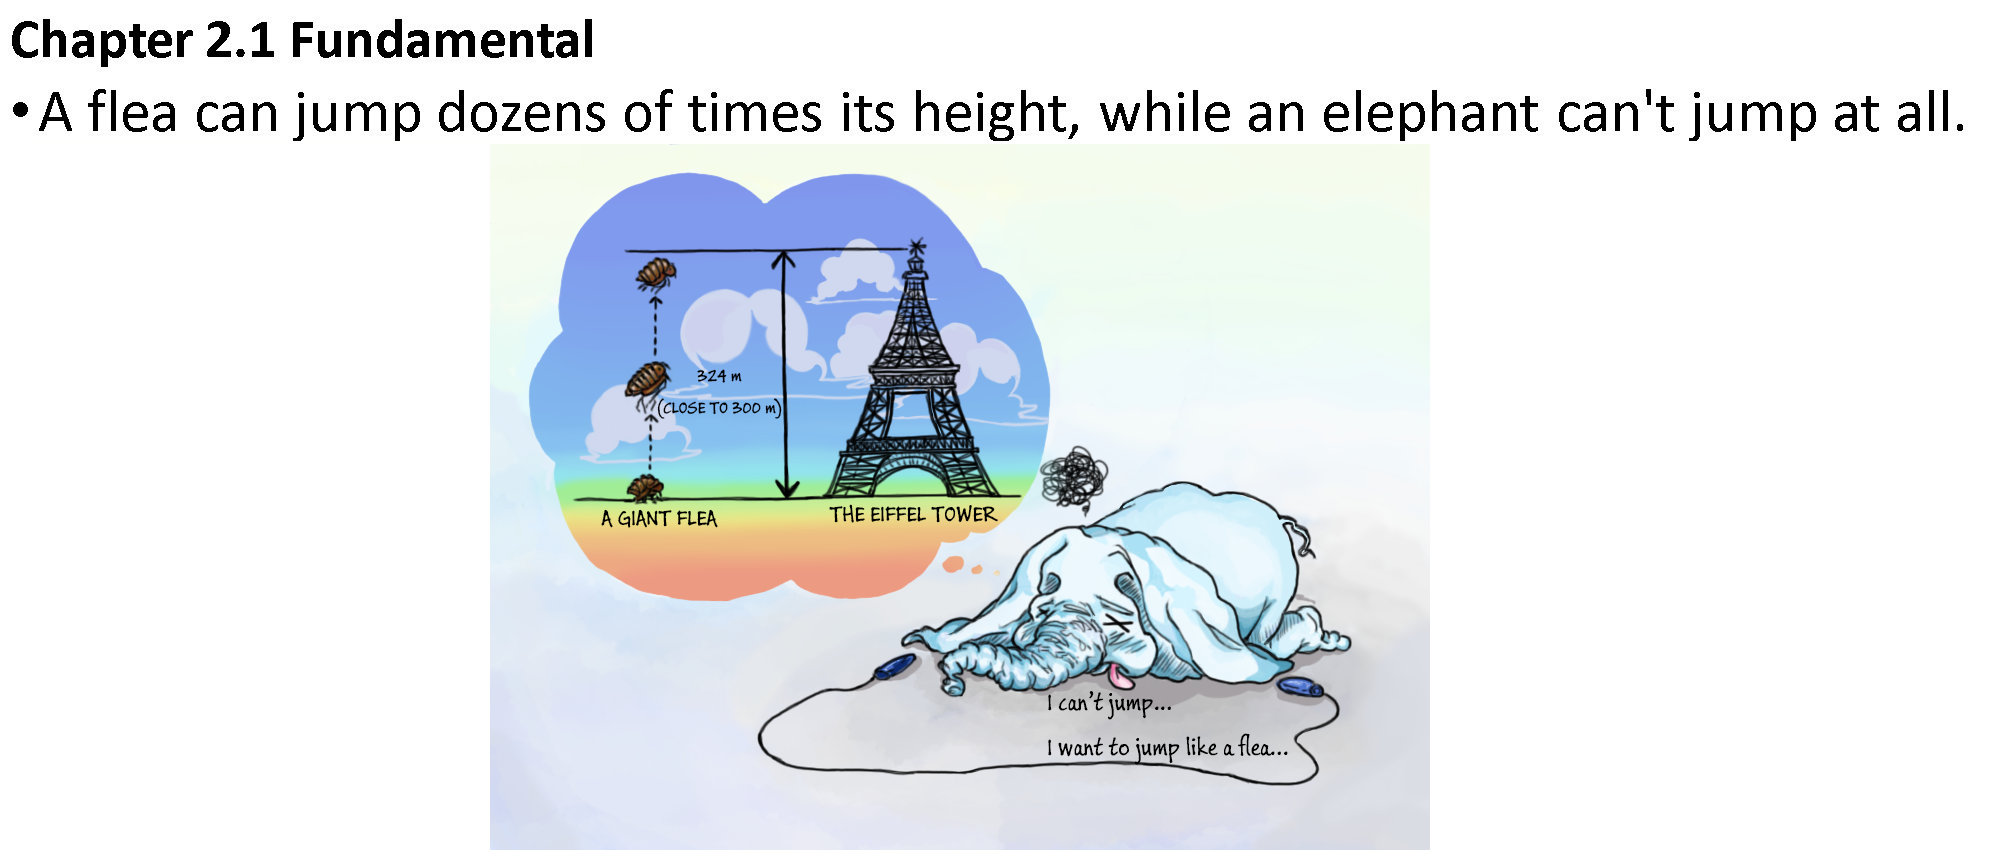 Chapter 2.1 Fundamental
•A flea can jump dozens of times its height, while an elephant can't jump at all.
324 m
(CLOSE TO 300 m)
A GIANT FLEA
THE EIFFEL TOWER
I can't jump...
I want to jump like a flea...